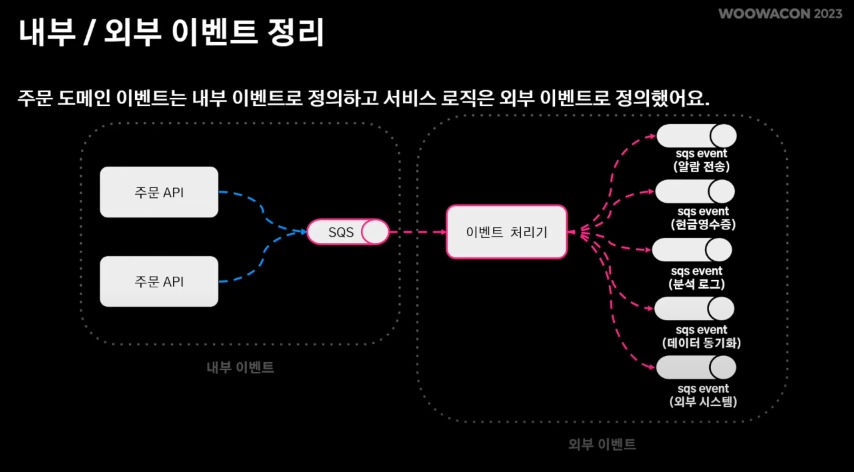 WOOWACON 2023
내부 / 외부 이벤트 정리
주문 도메인 이벤트는 내부 이벤트로 정의하고 서비스 로직은 외부 이벤트로 정의했어요.
주문 API
주문 API
SQS
내부 이벤트
이벤트 처리기
sqs event
(알람 전송)
sqs event
(현금영수증)
sqs event
(분석 로그)
sqs event
(데이터 동기화)
sqs event
(외부 시스템)
외부 이벤트